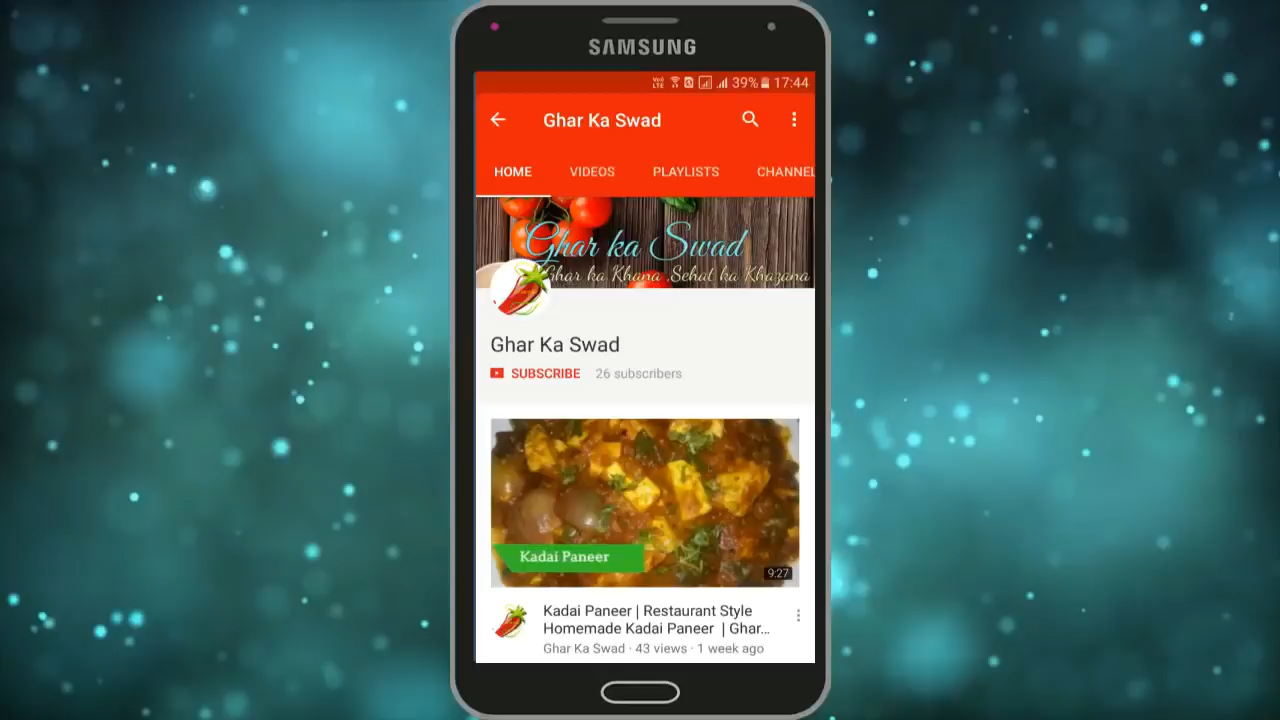 SAMSUNG
VoLTE 39% 17:44
Ghar Ka Swad
HOME VIDEOS PLAYLISTS CHANNEL
Ghar ka Swad
Ghar ka Khana ,Sehat ka Khazana
Ghar Ka Swad
SUBSCRIBE 26 subscribers
Kadai Paneer
9:27
Kadai Paneer | Restaurant Style
Homemade Kadai Paneer | Ghar...
Ghar Ka Swad · 43 views · 1 week ago